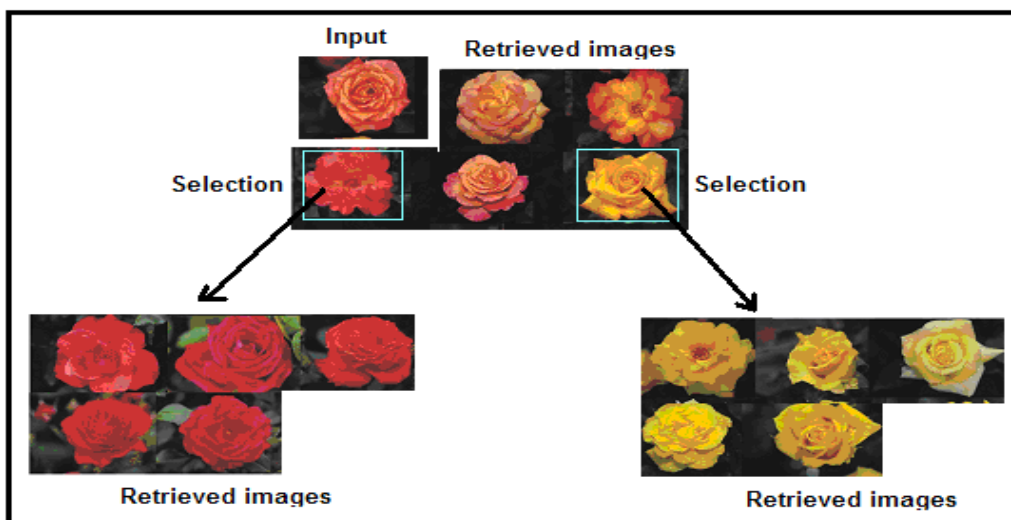 Input
Retrieved images
Selection
Selection
Retrieved images
Retrieved images